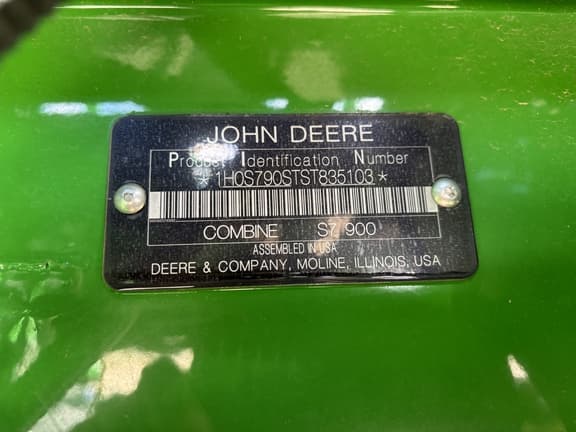 JOHN DEERE
Product Identification Number
*1H0S790STST835103*
COMBINE S7 900
ASSEMBLED IN USA
DEERE & COMPANY, MOLINE, ILLINOIS, USA